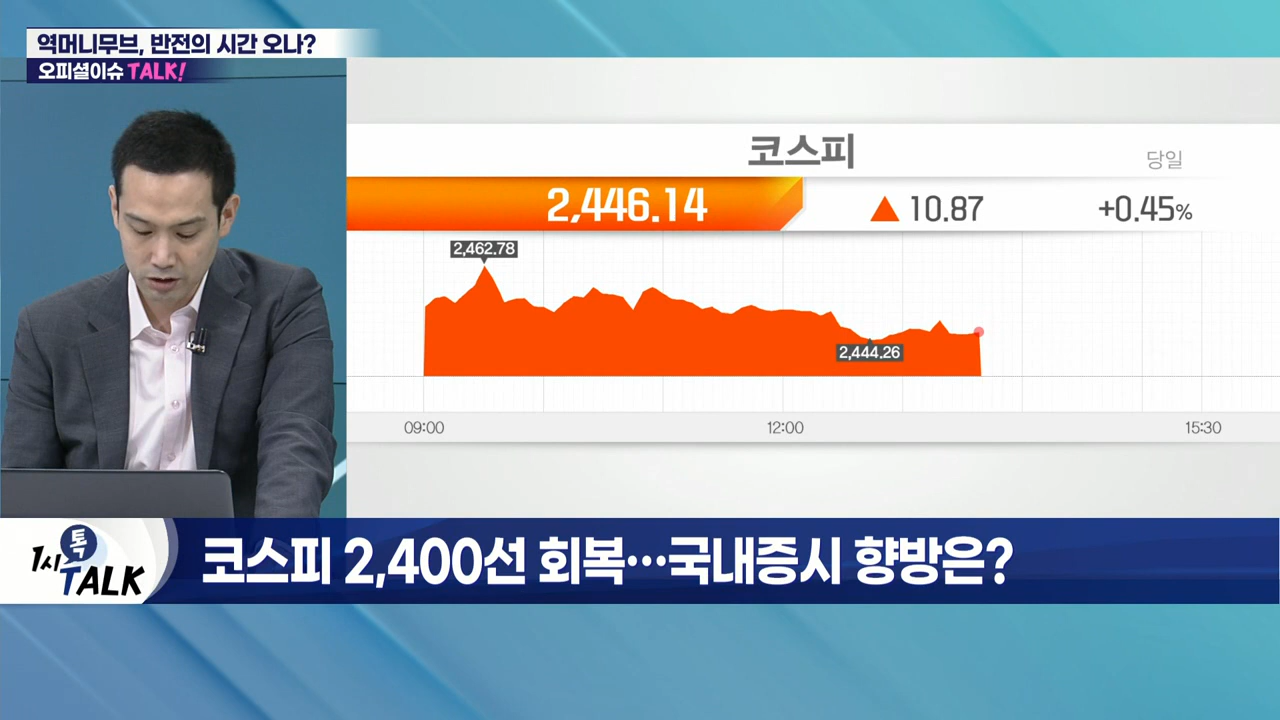 역머니무브, 반전의 시간 오나?
오피셜이슈 TALK!
코스피
당일
2,446.14 ▲ 10.87 +0.45%
2,462.78
2,444.26
09:00 12:00 15:30
1시 톡 TALK
코스피 2,400선 회복…국내증시 향방은?